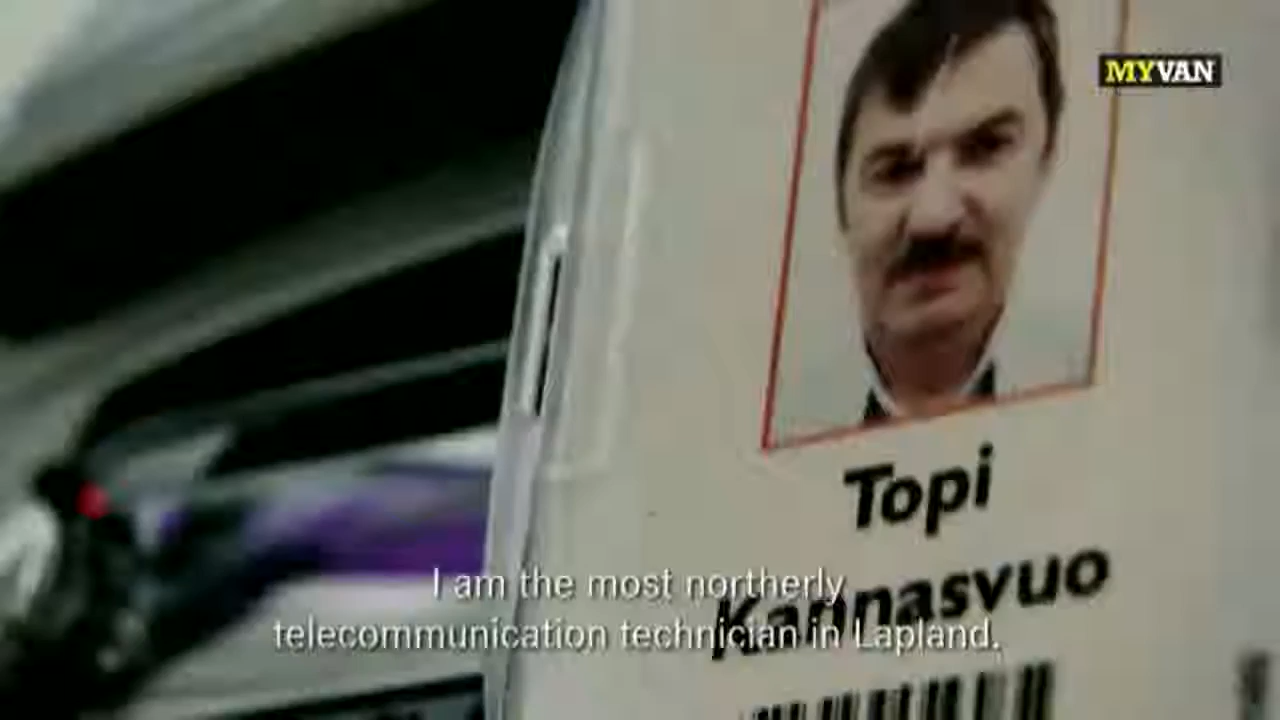 MYVAN
Topi
Kannasvuo
I am the most northerly
telecommunication technician in Lapland.